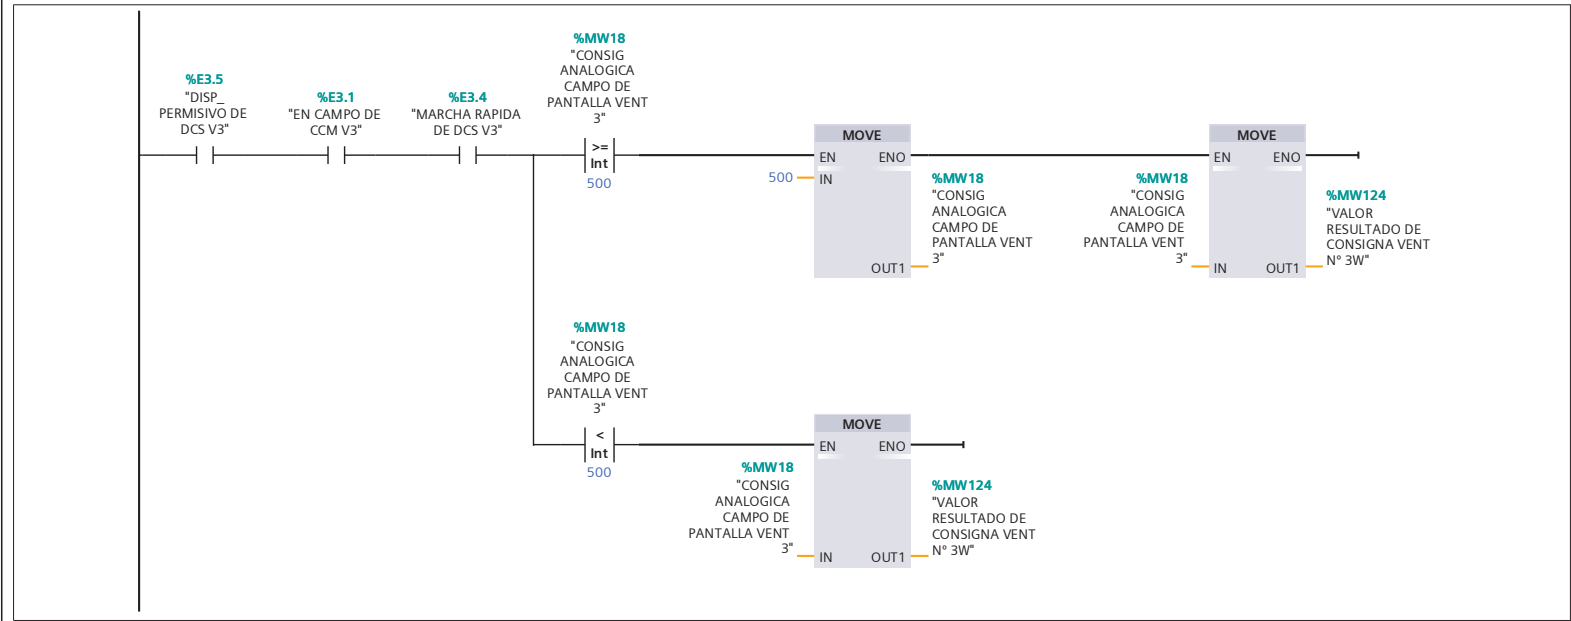 %MW18
"CONSIG
ANALOGICA
CAMPO DE
PANTALLA VENT
3"
%E3.5
"DISP_
PERMISIVO DE
DCS V3"
%E3.1
"EN CAMPO DE
CCM V3"
%E3.4
"MARCHA RAPIDA
DE DCS V3"
>=
Int
500
MOVE
EN ENO
500 IN
OUT1
%MW18
"CONSIG
ANALOGICA
CAMPO DE
PANTALLA VENT
3"
MOVE
EN ENO
%MW18
"CONSIG
ANALOGICA
CAMPO DE
PANTALLA VENT
3"
IN OUT1
%MW124
"VALOR
RESULTADO DE
CONSIGNA VENT
Nº 3W"
%MW18
"CONSIG
ANALOGICA
CAMPO DE
PANTALLA VENT
3"
<
Int
500
MOVE
EN ENO
%MW18
"CONSIG
ANALOGICA
CAMPO DE
PANTALLA VENT
3"
IN OUT1
%MW124
"VALOR
RESULTADO DE
CONSIGNA VENT
Nº 3W"